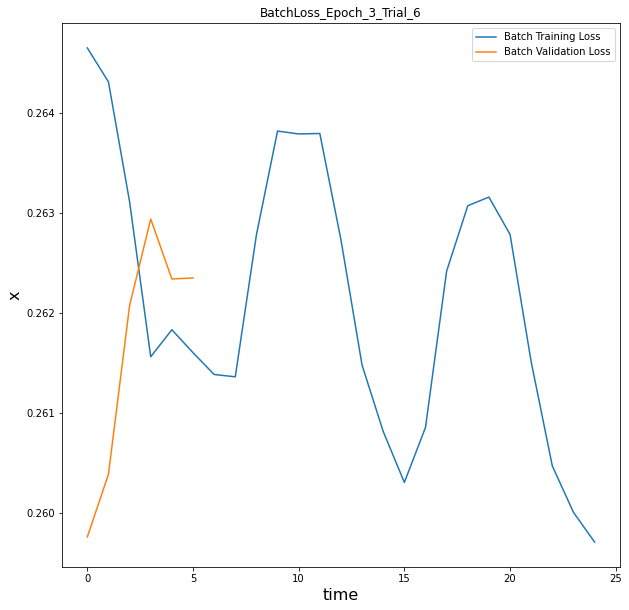 BatchLoss_Epoch_3_Trial_6
Batch Training Loss
Batch Validation Loss
0.264
0.263
0.262
0.261
0.260
x
0 5 10 15 20 25
time